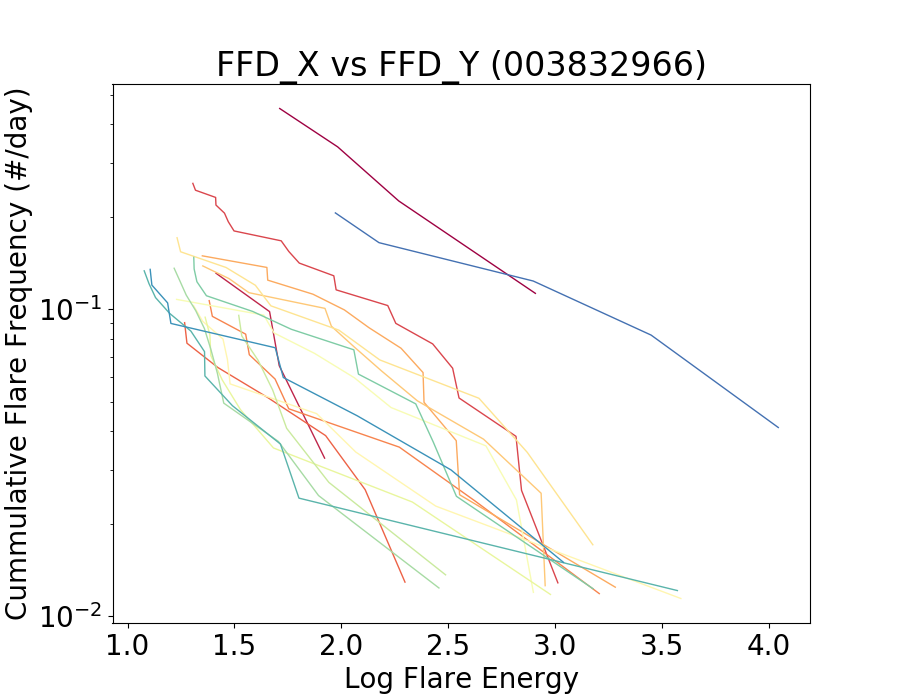 FFD_X vs FFD_Y (003832966)
Cummulative Flare Frequency (#/day)
10⁻¹
10⁻²
1.0 1.5 2.0 2.5 3.0 3.5 4.0
Log Flare Energy